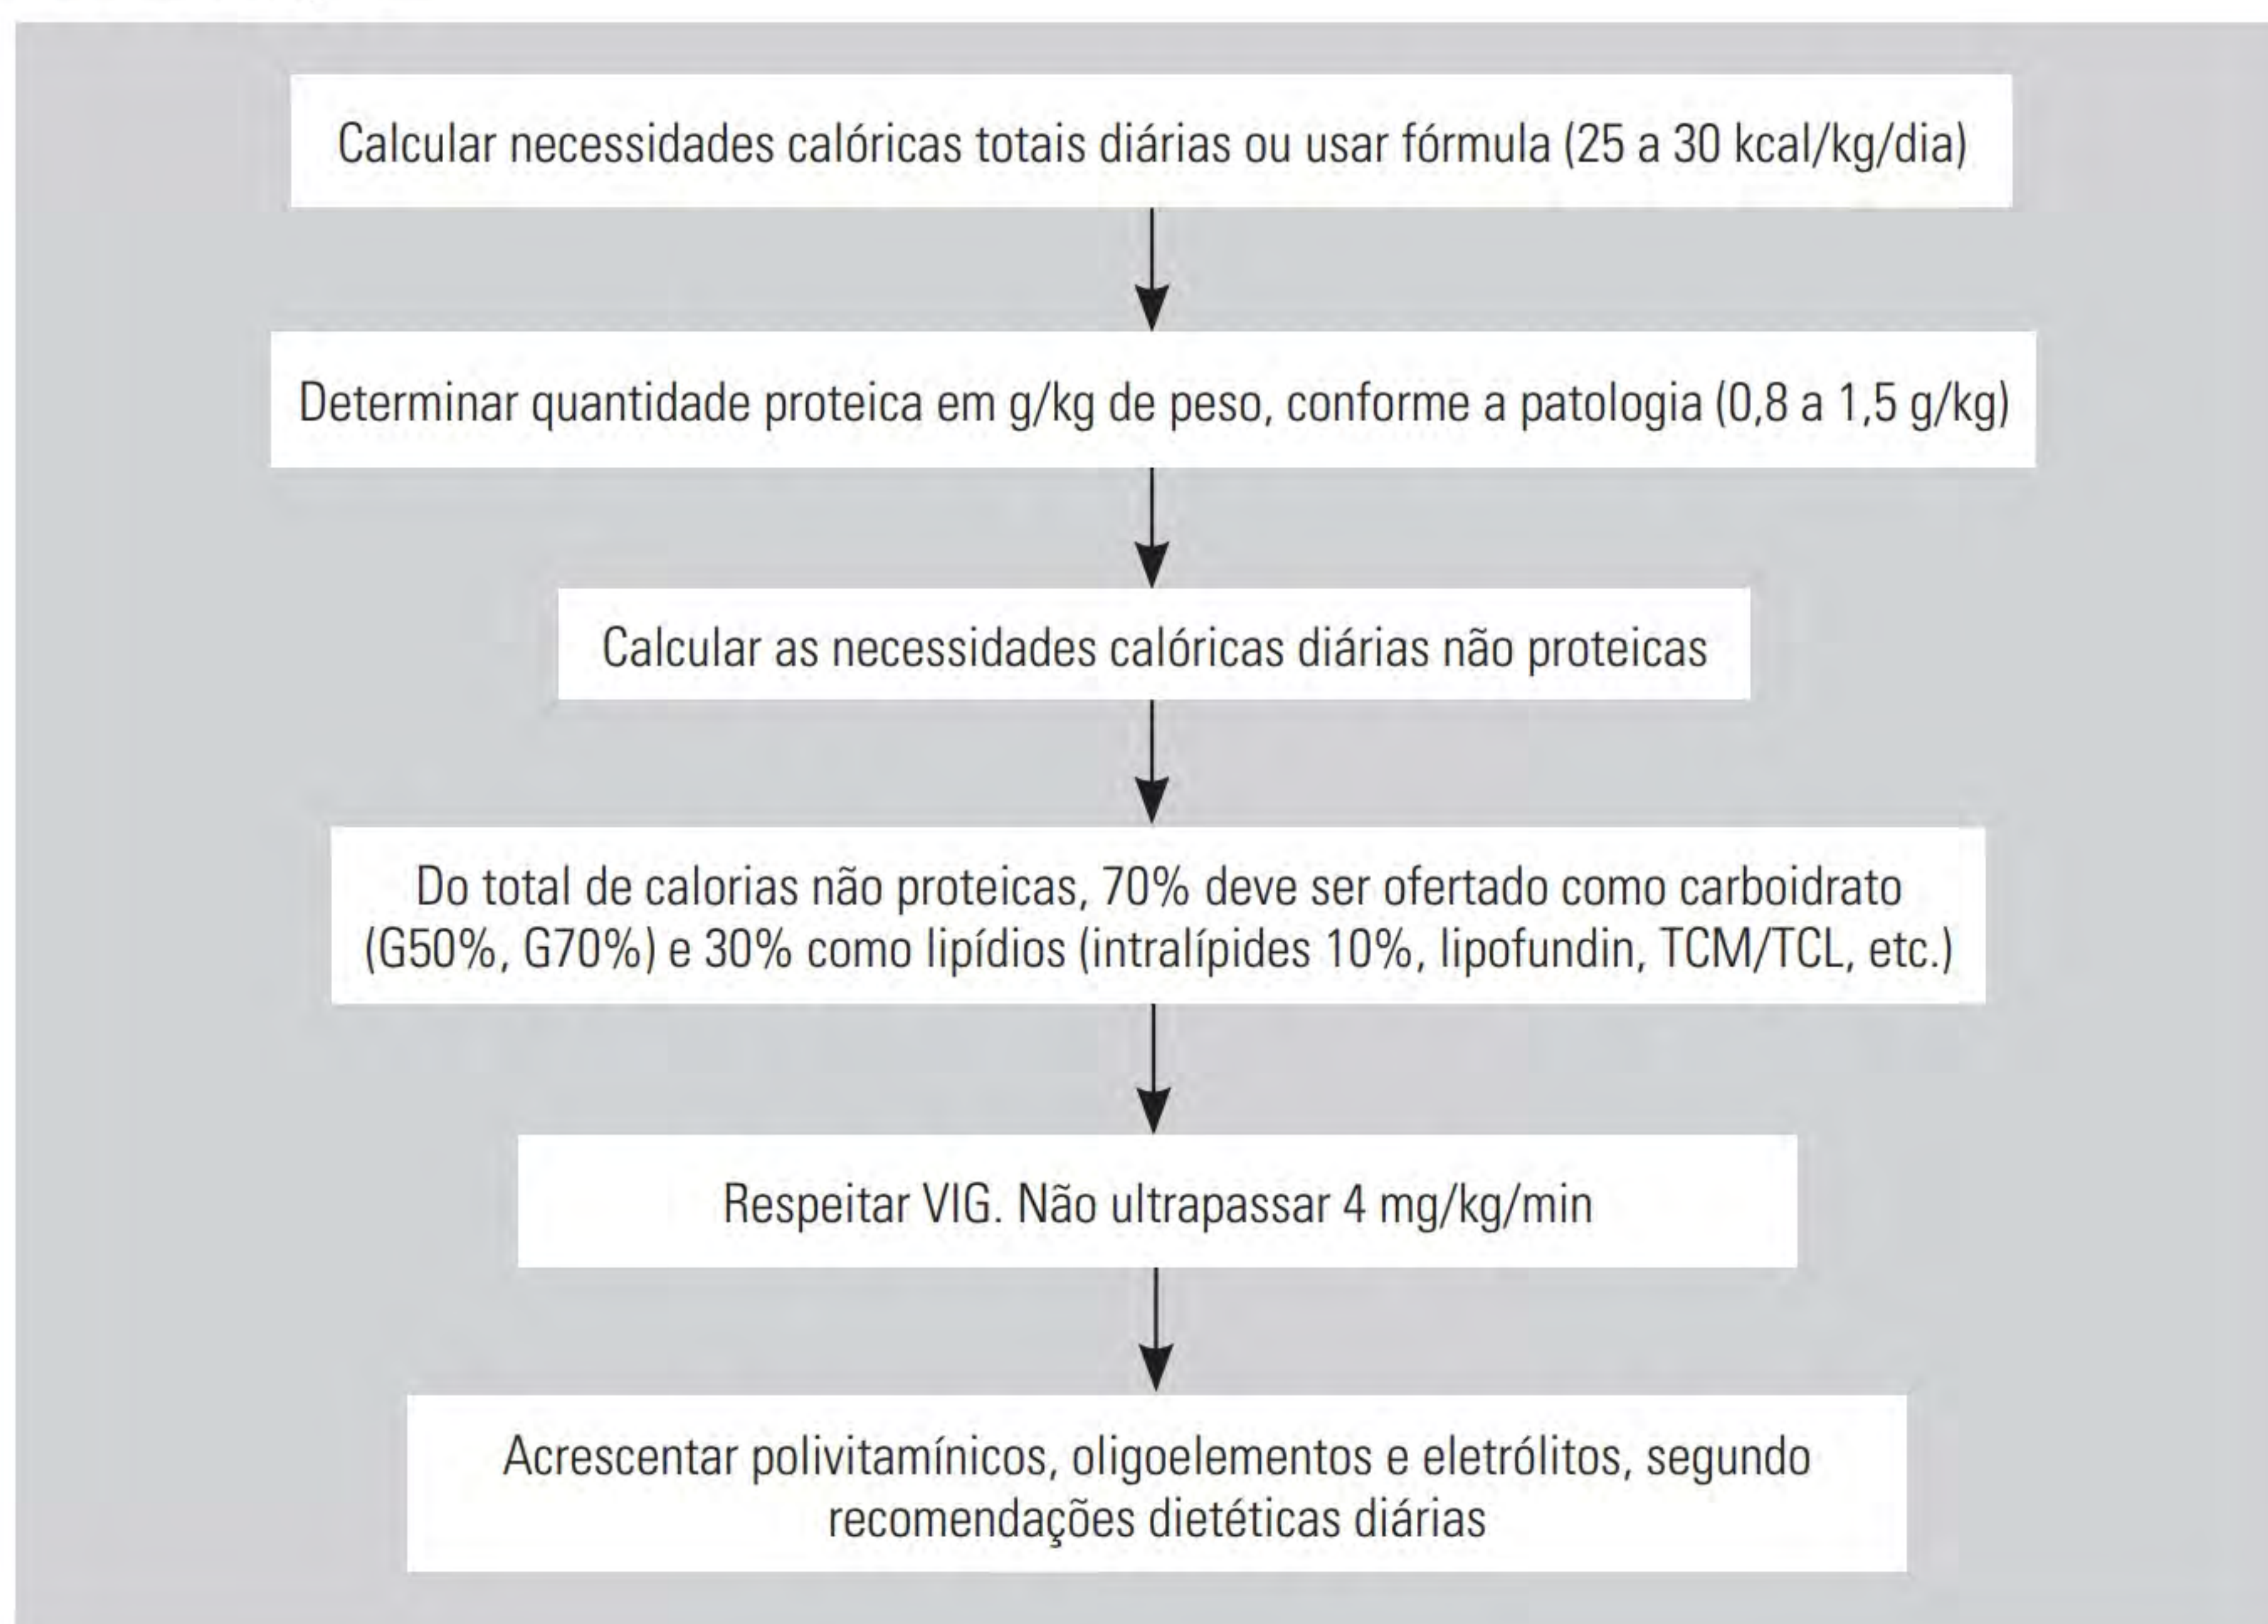 Calcular necessidades calóricas totais diárias ou usar fórmula (25 a 30 kcal/kg/dia)
Determinar quantidade proteica em g/kg de peso, conforme a patologia (0,8 a 1,5 g/kg)
Calcular as necessidades calóricas diárias não proteicas
Do total de calorias não proteicas, 70% deve ser ofertado como carboidrato
(G50%, G70%) e 30% como lipídios (intralípides 10%, lipofundin, TCM/TCL, etc.)
Respeitar VIG. Não ultrapassar 4 mg/kg/min
Acrescentar polivitamínicos, oligoelementos e eletrólitos, segundo
recomendações dietéticas diárias